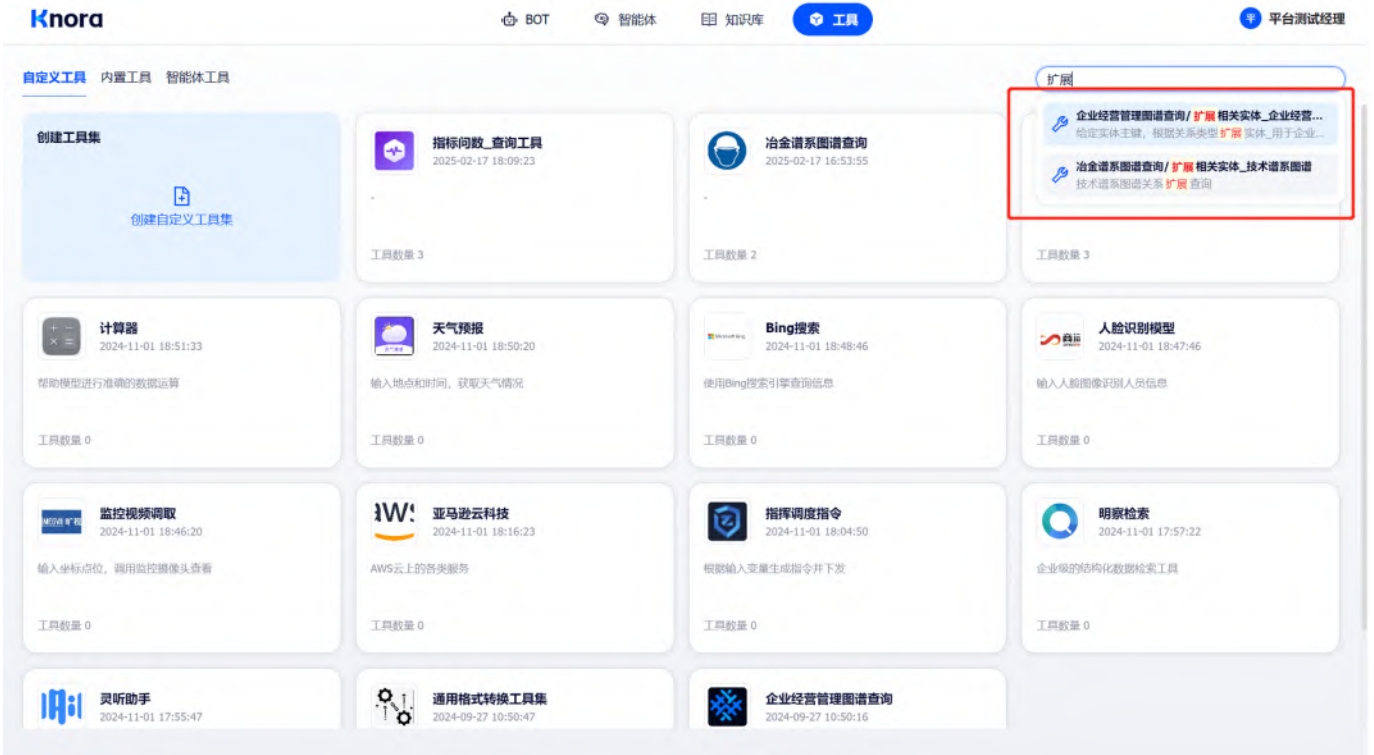 Knora
BOT
智能体
知识库
工具
平
平台测试经理
自定义工具
内置工具
智能体工具
扩展
企业经营管理图谱查询/ 扩展 相关实体_企业经营...
给定实体主键，根据关系类型 扩展 实体_用于企业...
冶金谱系图谱查询/ 扩展 相关实体_技术谱系图谱
技术谱系图谱关系 扩展 查询
创建工具集
创建自定义工具集
指标问数_查询工具
2025-02-17 18:09:23
-
工具数量 3
冶金谱系图谱查询
2025-02-17 16:53:55
-
工具数量 2
工具数量 3
计算器
2024-11-01 18:51:33
帮助模型进行准确的数据运算
工具数量 0
天气预报
2024-11-01 18:50:20
输入地点和时间，获取天气情况
工具数量 0
Bing搜索
2024-11-01 18:48:46
使用Bing搜索引擎查询信息
工具数量 0
人脸识别模型
2024-11-01 18:47:46
输入人脸图像识别人员信息
工具数量 0
监控视频调取
2024-11-01 18:46:20
输入坐标点位，调用监控摄像头查看
工具数量 0
亚马逊云科技
2024-11-01 18:16:23
AWS云上的各类服务
工具数量 0
指挥调度指令
2024-11-01 18:04:50
根据输入变量生成指令并下发
工具数量 0
明察检索
2024-11-01 17:57:22
企业级的结构化数据检索工具
工具数量 0
灵听助手
2024-11-01 17:55:47
通用格式转换工具集
2024-09-27 10:50:47
企业经营管理图谱查询
2024-09-27 10:50:16